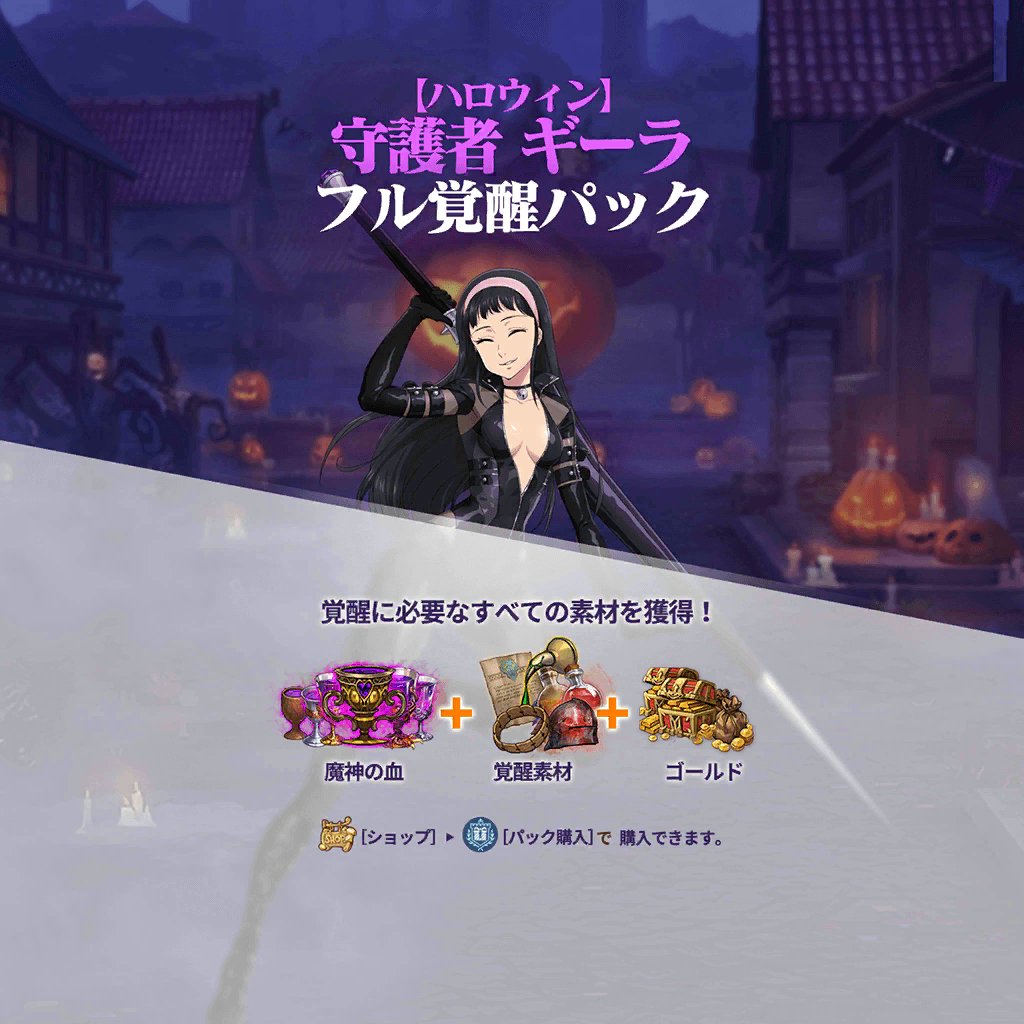 【ハロウィン】
守護者 ギーラ
フル覚醒パック
覚醒に必要なすべての素材を獲得！
魔神の血
覚醒素材
ゴールド
SHOP [ショップ] ▶ [パック購入]で 購入できます。